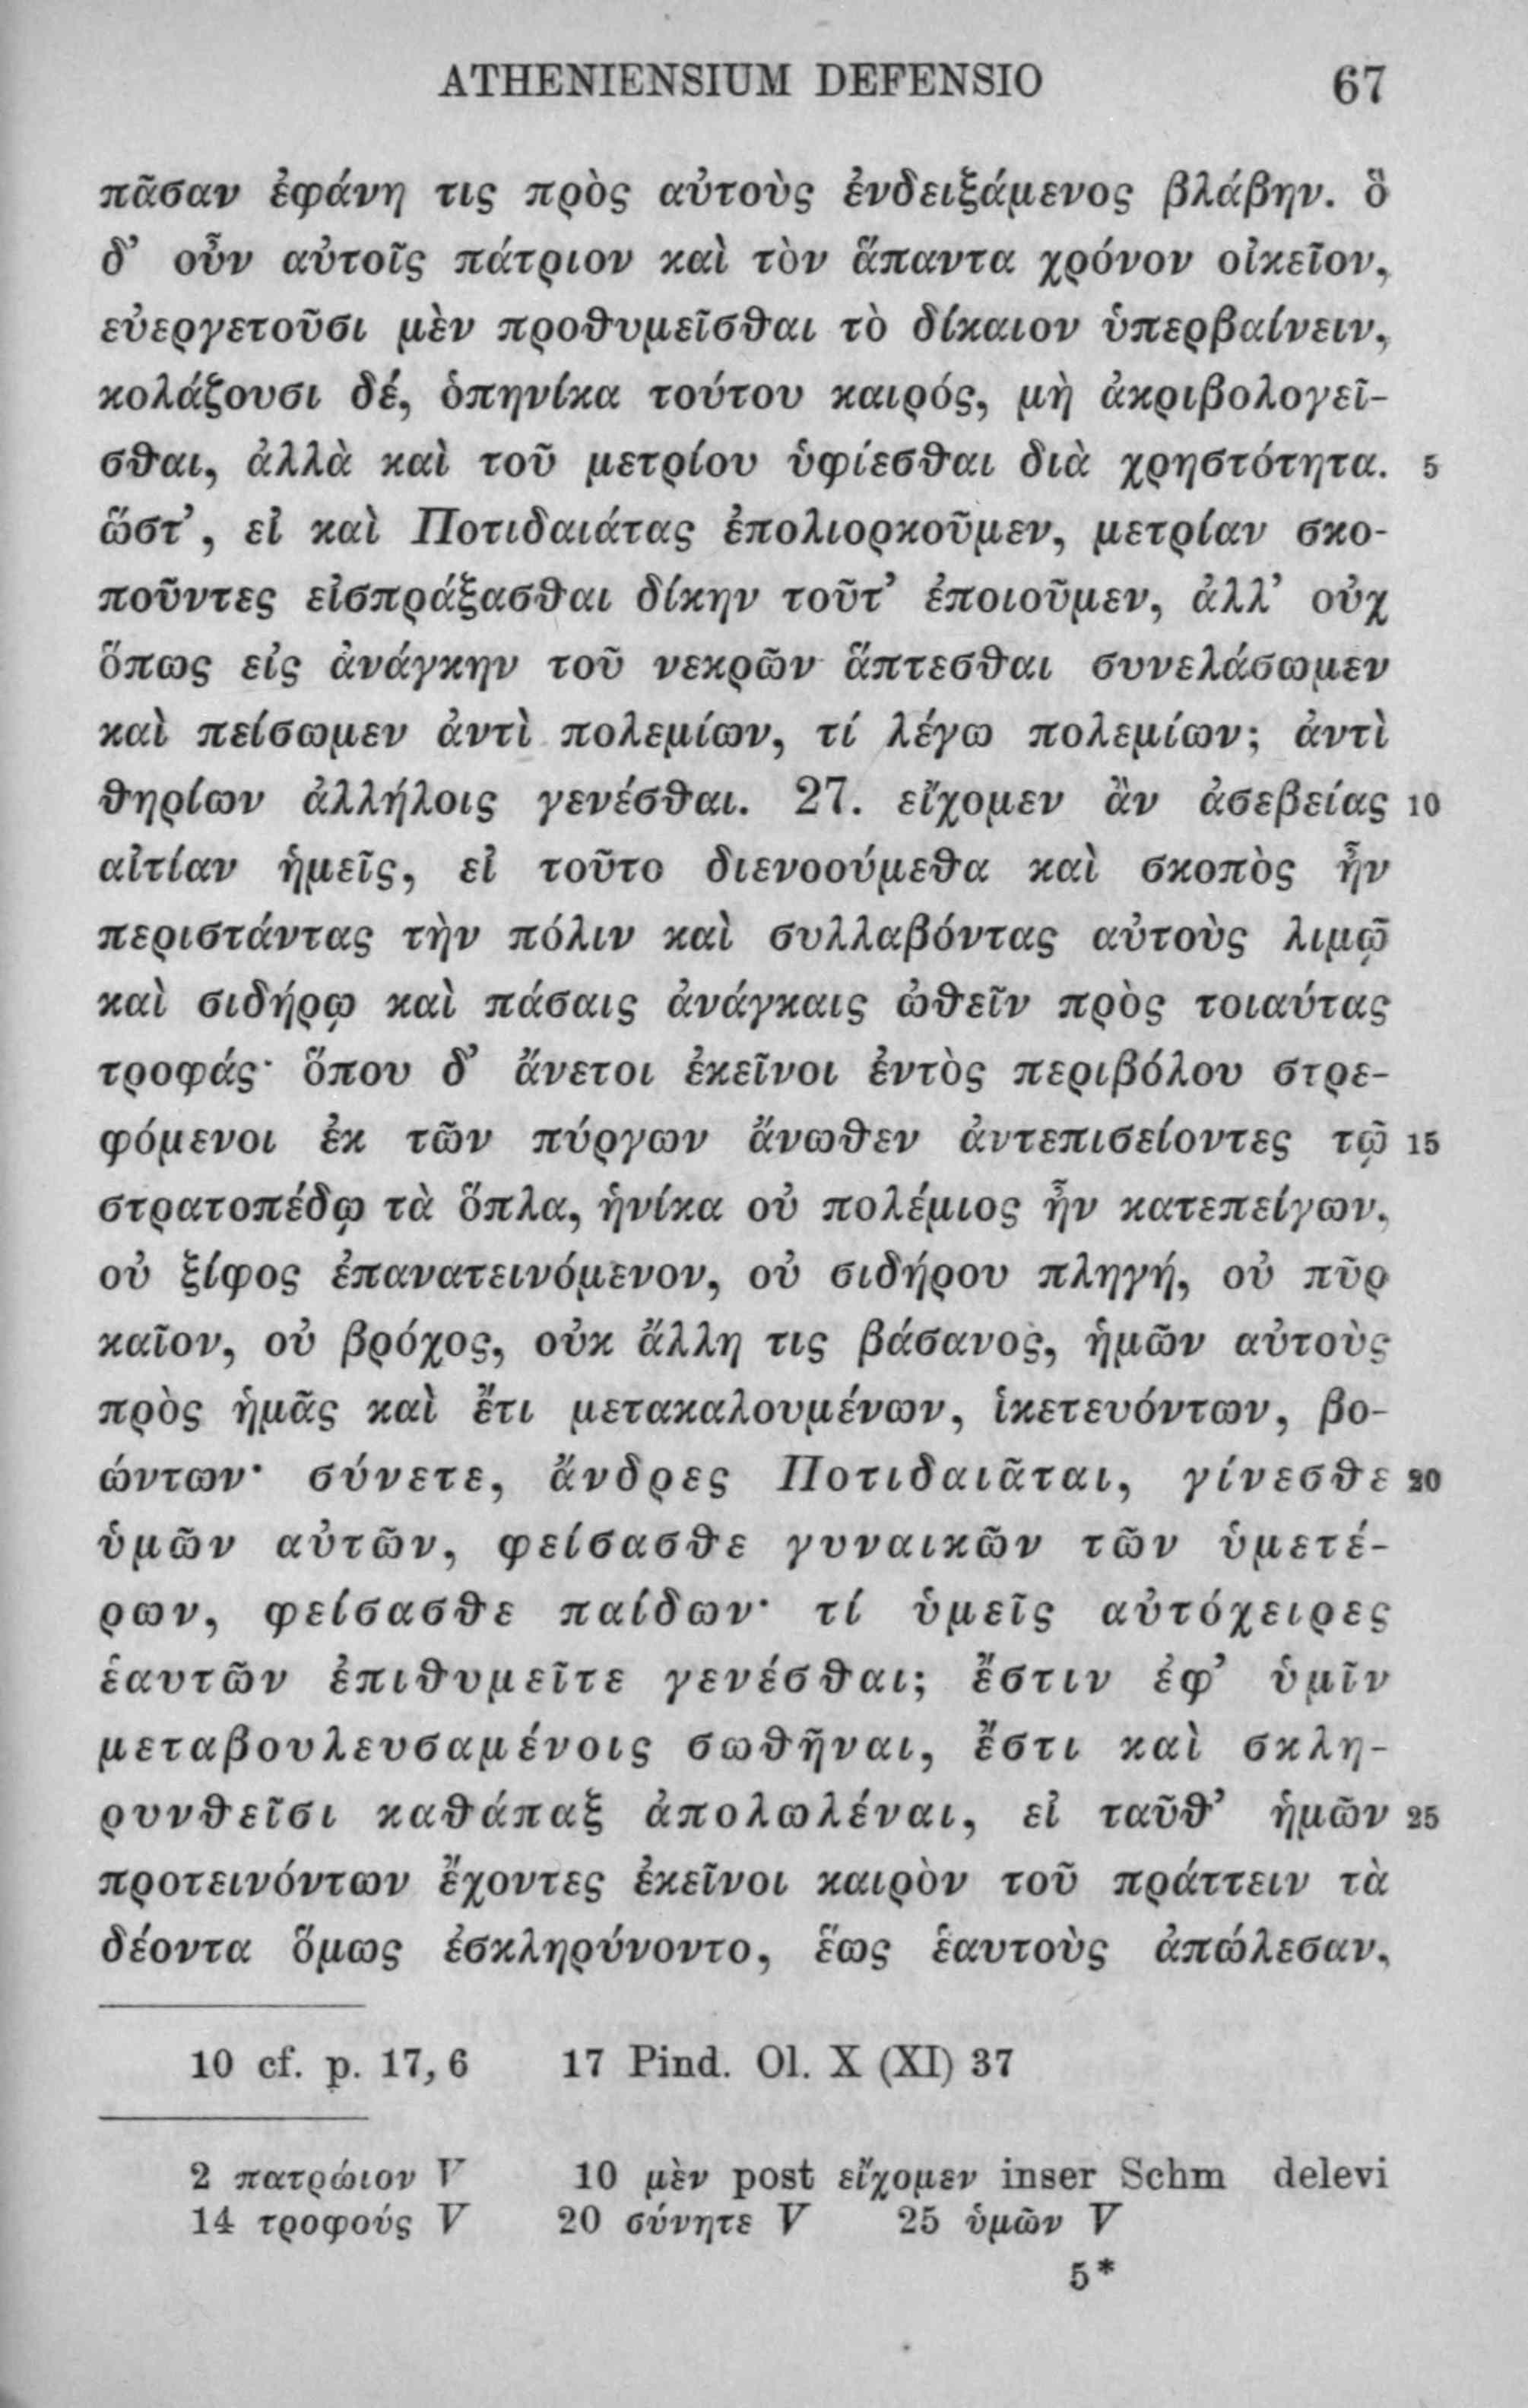 ATHENIENSIUM DEFENSIO 67
πᾶσαν ἐφάνη τις πρὸς αὐτοὺς ἐνδειξάμενος βλάβην. ὃ
δ’ οὖν αὐτοῖς πάτριον καὶ τὸν ἅπαντα χρόνον οἰκεῖον,
εὐεργετοῦσι μὲν προθυμεῖσθαι τὸ δίκαιον ὑπερβαίνειν,
κολάζουσι δέ, ὁπηνίκα τούτου καιρός, μὴ ἀκριβολογεῖ-
σθαι, ἀλλὰ καὶ τοῦ μετρίου ὑφίεσθαι διὰ χρηστότητα. 5
ὥστ’, εἰ καὶ Ποτιδαιάτας ἐπολιορκοῦμεν, μετρίαν σκο-
ποῦντες εἰσπράξασθαι δίκην τοῦτ’ ἐποιοῦμεν, ἀλλ’ οὐχ
ὅπως εἰς ἀνάγκην τοῦ νεκρῶν ἅπτεσθαι συνελάσωμεν
καὶ πείσωμεν ἀντὶ πολεμίων, τί λέγω πολεμίων; ἀντὶ
θηρίων ἀλλήλοις γενέσθαι. 27. εἴχομεν ἂν ἀσεβείας 10
αἰτίαν ἡμεῖς, εἰ τοῦτο διενοούμεθα καὶ σκοπὸς ἦν
περιστάντας τὴν πόλιν καὶ συλλαβόντας αὐτοὺς λιμῷ
καὶ σιδήρῳ καὶ πάσαις ἀνάγκαις ὠθεῖν πρὸς τοιαύτας
τροφάς· ὅπου δ’ ἄνετοι ἐκεῖνοι ἐντὸς περιβόλου στρε-
φόμενοι ἐκ τῶν πύργων ἄνωθεν ἀντεπισείοντες τῷ 15
στρατοπέδῳ τὰ ὅπλα, ἡνίκα οὐ πολέμιος ἦν κατεπείγων,
οὐ ξίφος ἐπανατεινόμενον, οὐ σιδήρου πληγή, οὐ πῦρ
καῖον, οὐ βρόχος, οὐκ ἄλλη τις βάσανος, ἡμῶν αὐτοὺς
πρὸς ἡμᾶς καὶ ἔτι μετακαλουμένων, ἱκετευόντων, βο-
ώντων· σύνετε, ἄνδρες Ποτιδαιᾶται, γίνεσθε 20
ὑμῶν αὐτῶν, φείσασθε γυναικῶν τῶν ὑμετέ-
ρων, φείσασθε παίδων· τί ὑμεῖς αὐτόχειρες
ἑαυτῶν ἐπιθυμεῖτε γενέσθαι; ἔστιν ἐφ’ ὑμῖν
μεταβουλευσαμένοις σωθῆναι, ἔστι καὶ σκλη-
ρυνθεῖσι καθάπαξ ἀπολωλέναι, εἰ ταῦθ’ ἡμῶν 25
προτεινόντων ἔχοντες ἐκεῖνοι καιρὸν τοῦ πράττειν τὰ
δέοντα ὅμως ἐσκληρύνοντο, ἕως ἑαυτοὺς ἀπώλεσαν,
10 cf. p. 17, 6 17 Pind. Ol. X (XI) 37
2 πατρώιον V 10 μὲν post εἴχομεν inser Schm delevi
14 τροφούς V 20 σύνητε V 25 ὑμῶν V
5*